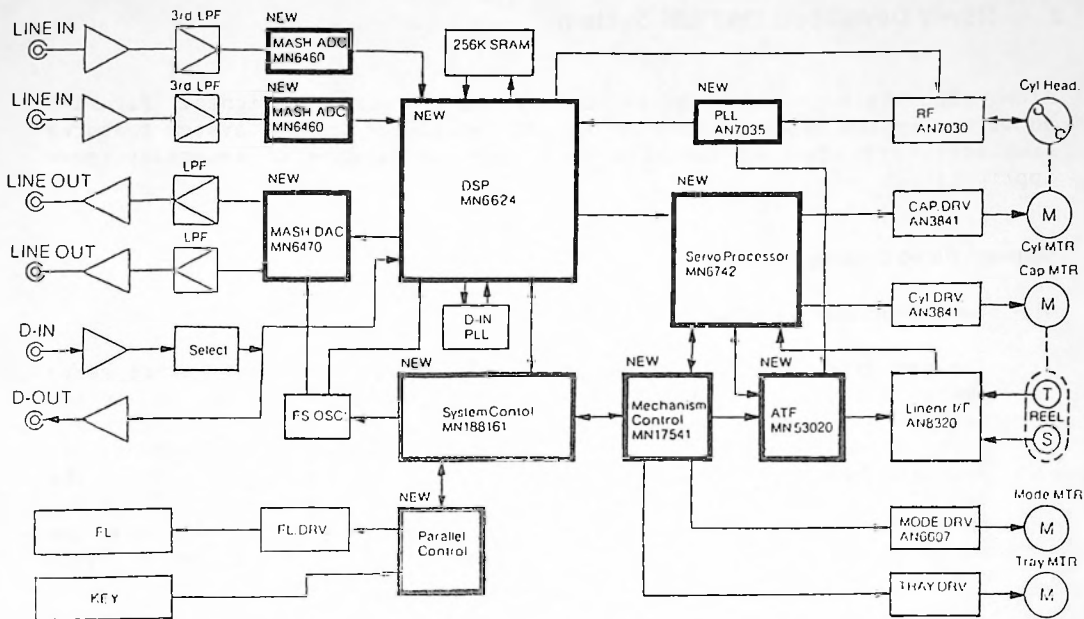 LINE IN
3rd LPF
NEW
MASH ADC
MN6460
256K SRAM
LINE IN
3rd LPF
NEW
MASH ADC
MN6460
NEW
DSP
MN6624
NEW
PLL
AN7035
RF
AN7030
Cyl Head.
LINE OUT
LPF
NEW
MASH DAC
MN6470
LINE OUT
LPF
NEW
Servo Processor
MN6742
CAP. DRV
AN3841
M
Cyl MTR
Cap MTR
Cyl DRV.
AN3841
M
D-IN
Select
D-IN
PLL
D-OUT
FS OSC
NEW
System Contol
MN188161
NEW
Mechanism
Control
MN17541
NEW
ATF
MN53020
Linenr I/F
AN8320
T
REEL
S
FL
FL.DRV
NEW
Parallel
Control
KEY
MODE DRV
AN6607
Mode MTR
M
TRAY DRV
Tray MTR
M